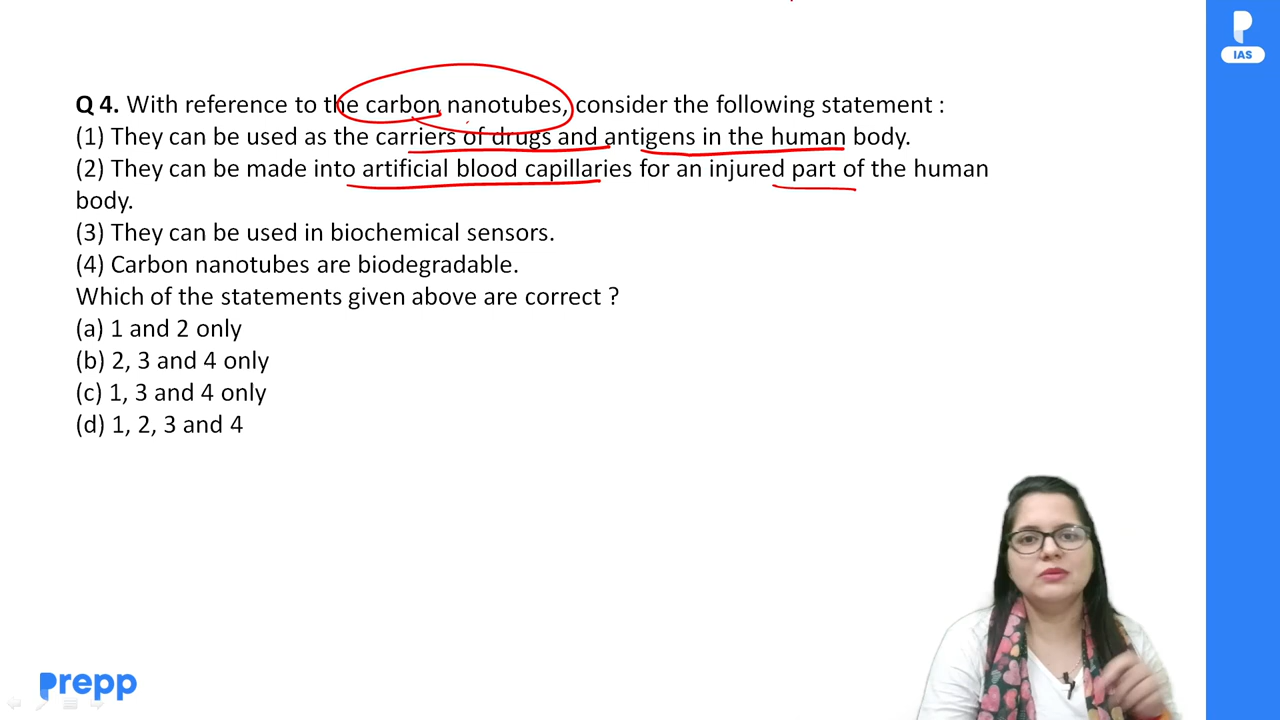 IAS
Q 4. With reference to the carbon nanotubes, consider the following statement :
(1) They can be used as the carriers of drugs and antigens in the human body.
(2) They can be made into artificial blood capillaries for an injured part of the human
body.
(3) They can be used in biochemical sensors.
(4) Carbon nanotubes are biodegradable.
Which of the statements given above are correct ?
(a) 1 and 2 only
(b) 2, 3 and 4 only
(c) 1, 3 and 4 only
(d) 1, 2, 3 and 4
prepp